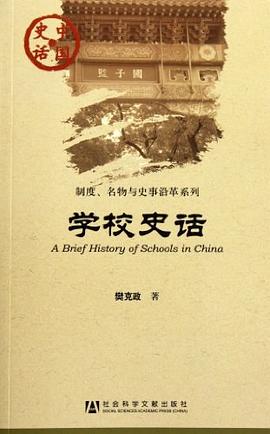 中国
史话
國子監
制度、名物与史事沿革系列
学校史话
A Brief History of Schools in China
樊克政 著
社会科学文献出版社
SOCIAL SCIENCES ACADEMIC PRESS (CHINA)